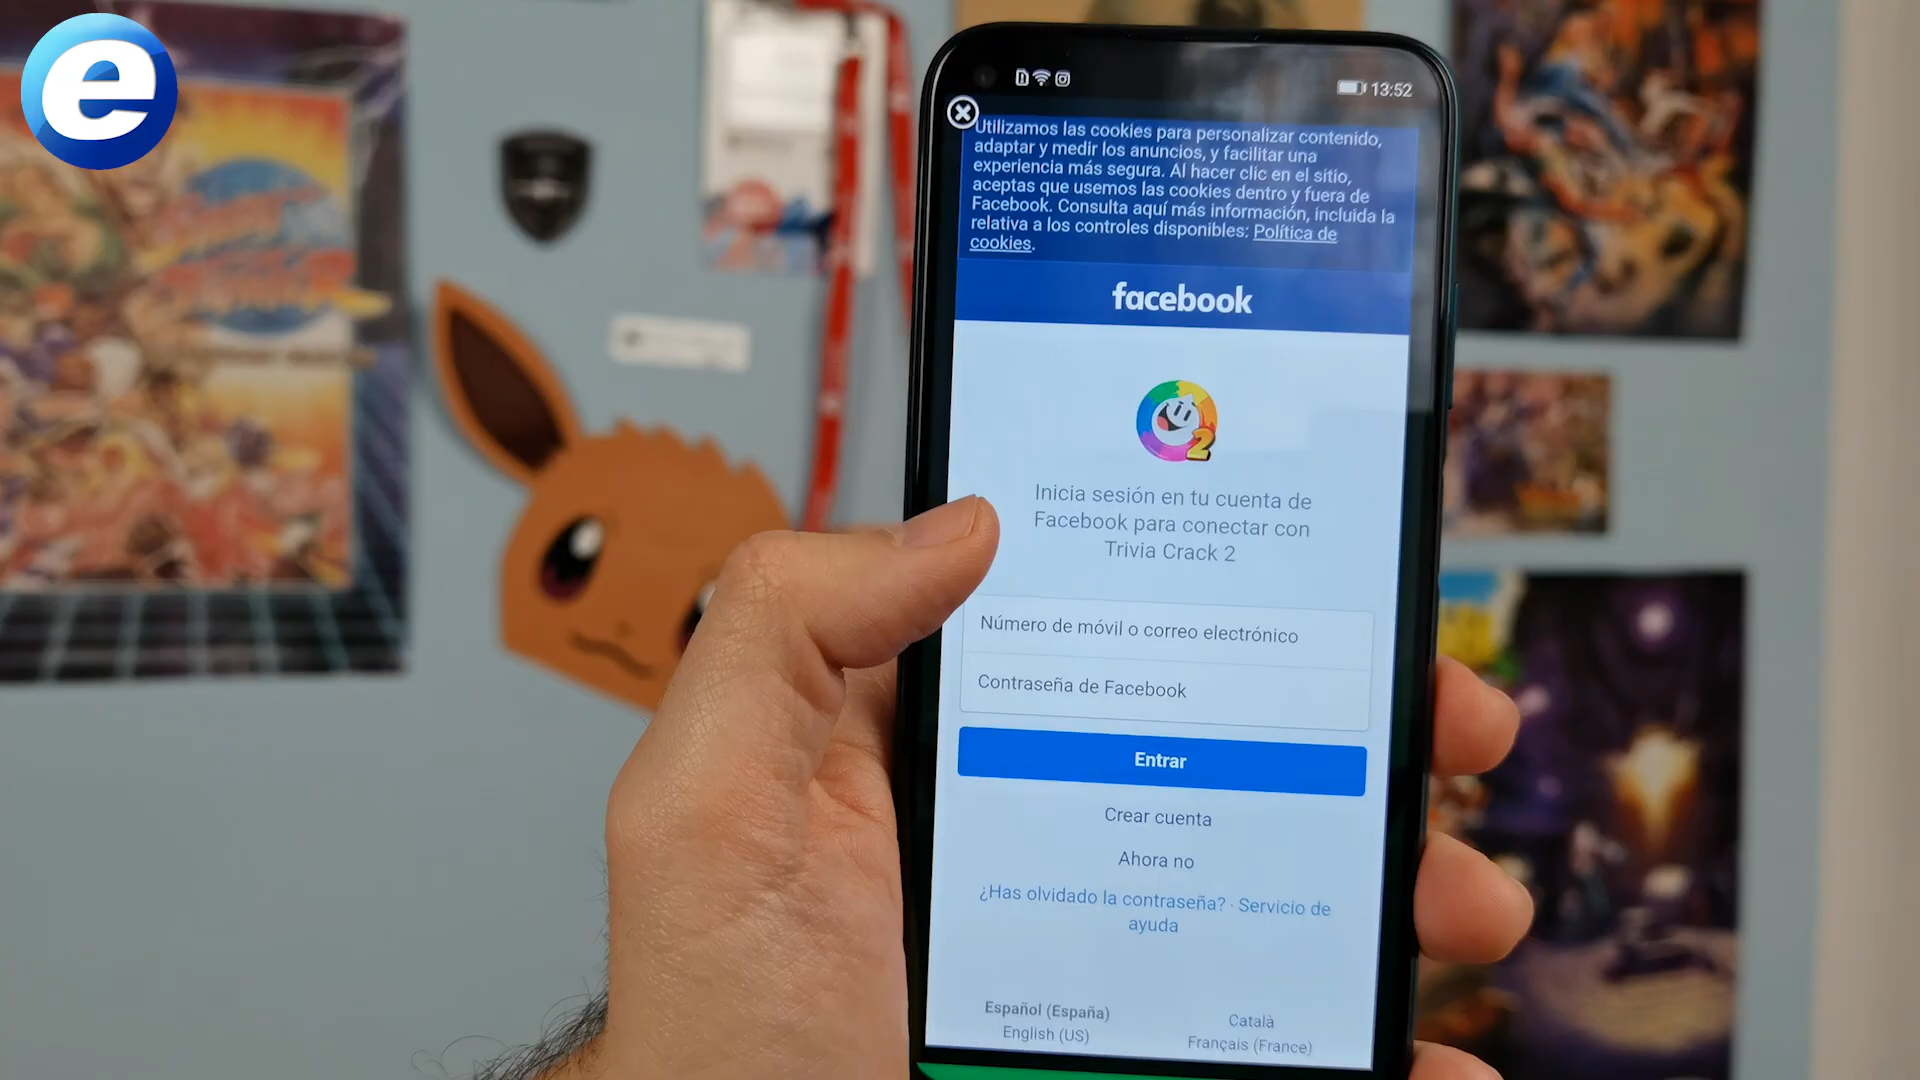 e
13:52
Utilizamos las cookies para personalizar contenido,
adaptar y medir los anuncios, y facilitar una
experiencia más segura. Al hacer clic en el sitio,
aceptas que usemos las cookies dentro y fuera de
Facebook. Consulta aquí más información, incluida la
relativa a los controles disponibles: Política de
cookies.
facebook
2
Inicia sesión en tu cuenta de
Facebook para conectar con
Trivia Crack 2
Número de móvil o correo electrónico
Contraseña de Facebook
Entrar
Crear cuenta
Ahora no
¿Has olvidado la contraseña? · Servicio de
ayuda
Español (España)
Català
English (US)
Français (France)